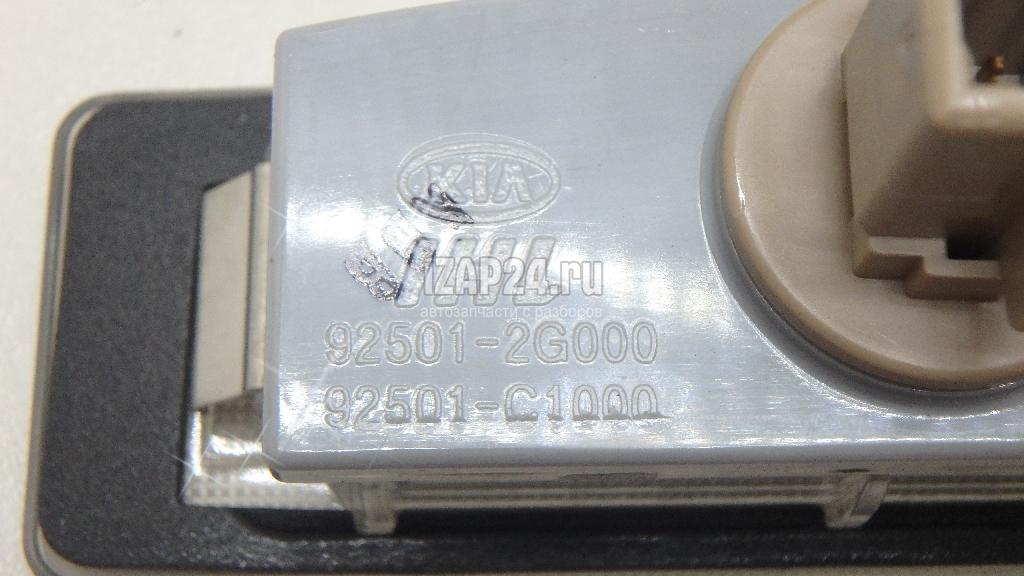 KIA
IZAP24.ru
автозапчасти с разборов
92501-2G000
92501-C1000